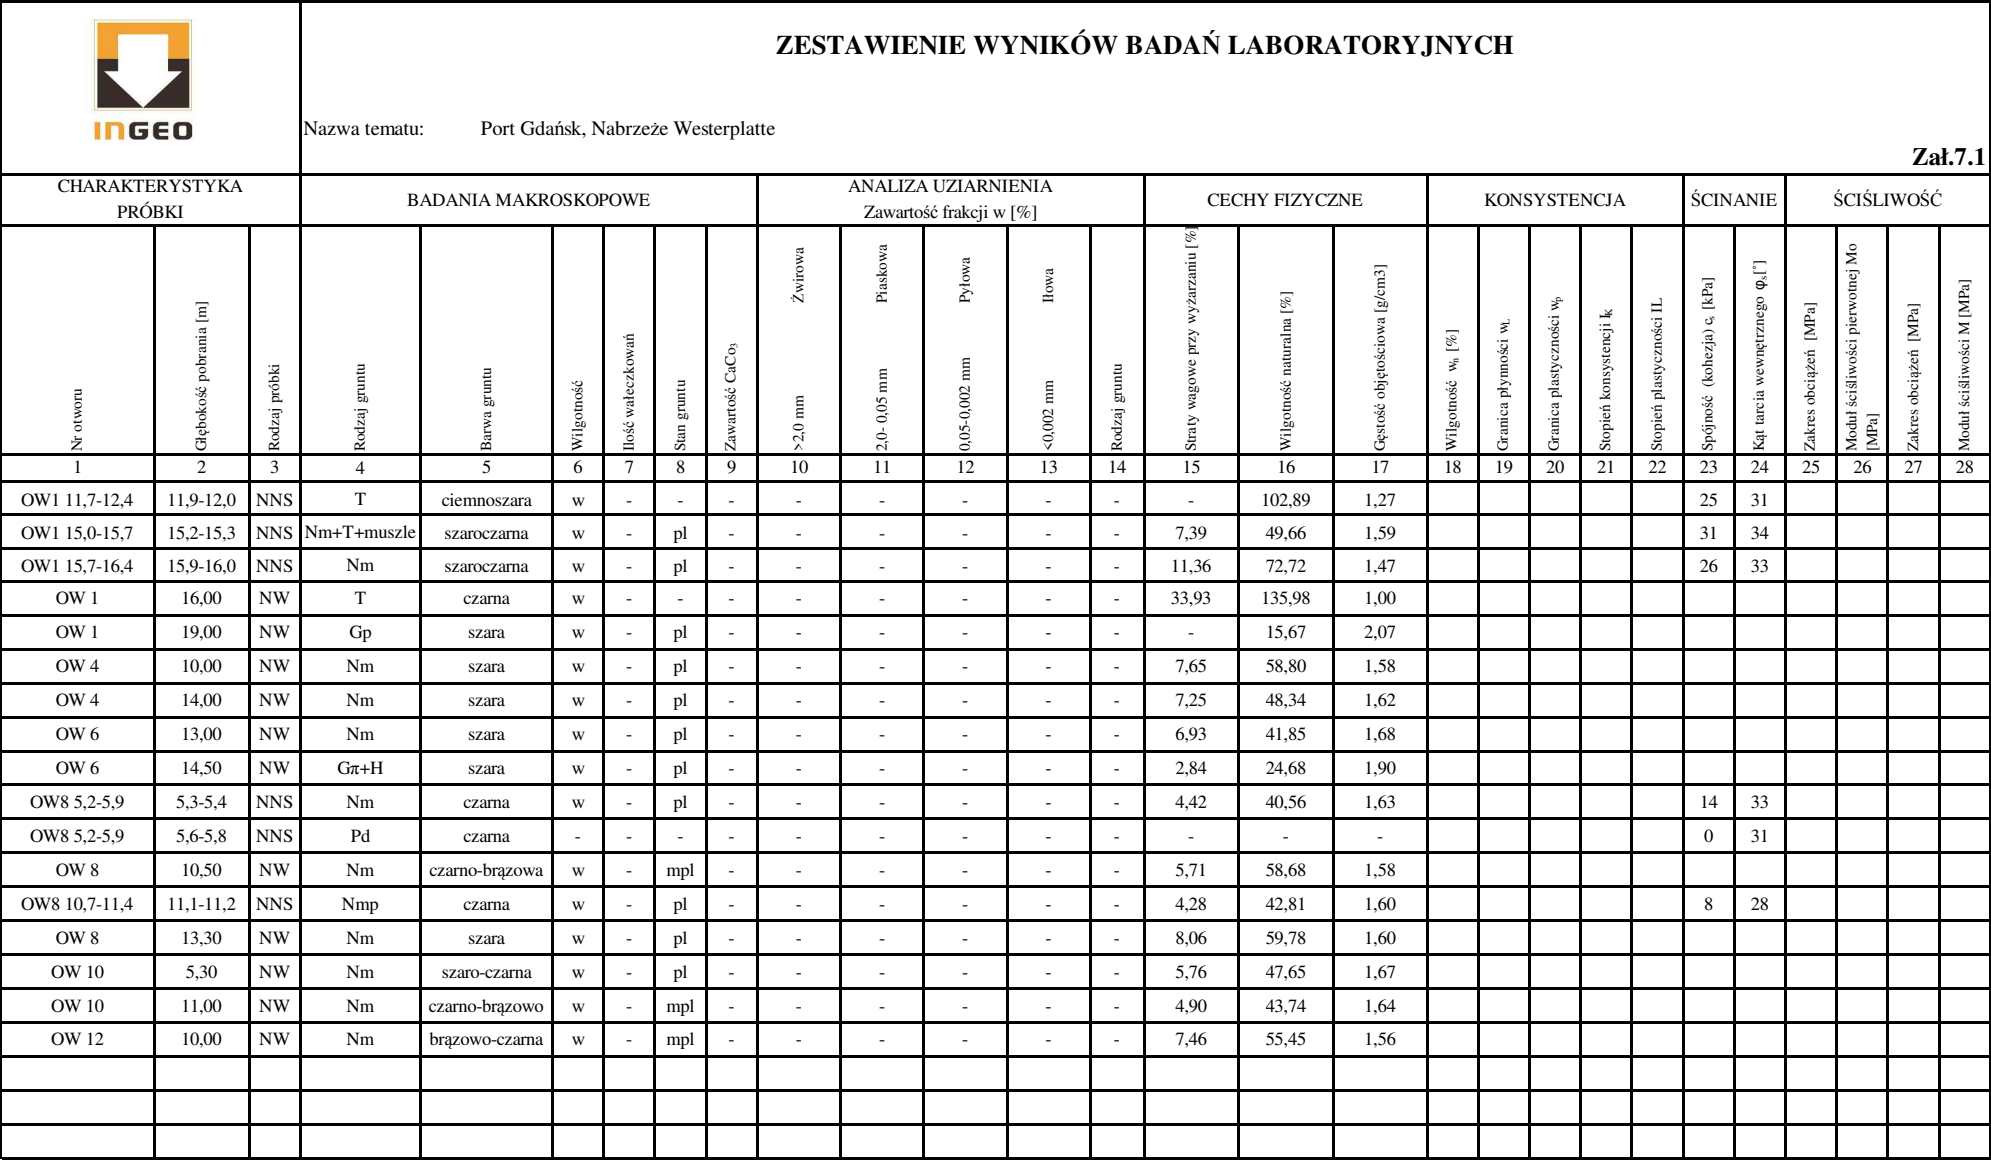 INGEO
ZESTAWIENIE WYNIKÓW BADAŃ LABORATORYJNYCH
Nazwa tematu: Port Gdańsk, Nabrzeże Westerplatte
Zał.7.1
CHARAKTERYSTYKA PRÓBKI
BADANIA MAKROSKOPOWE
ANALIZA UZIARNIENIA
Zawartość frakcji w [%]
CECHY FIZYCZNE
KONSYSTENCJA
ŚCINANIE
ŚCIŚLIWOŚĆ
Nr otworu
Głębokość pobrania [m]
Rodzaj próbki
Rodzaj gruntu
Barwa gruntu
Wilgotność
Ilość wałeczkowań
Stan gruntu
Zawartość CaCo₃
>2,0 mm Żwirowa
2,0- 0,05 mm Piaskowa
0,05-0,002 mm Pyłowa
<0,002 mm Iłowa
Rodzaj gruntu
Straty wagowe przy wyżarzaniu [%]
Wilgotność naturalna [%]
Gęstość objętościowa [g/cm3]
Wilgotność wₙ [%]
Granica płynności w_L
Granica plastyczności wₚ
Stopień konsystencji I_K
Stopień plastyczności IL
Spójność (kohezja) cₛ [kPa]
Kąt tarcia wewnętrznego φₛ[°]
Zakres obciążeń [MPa]
Moduł ściśliwości pierwotnej Mo [MPa]
Zakres obciążeń [MPa]
Moduł ściśliwości M [MPa]
1 2 3 4 5 6 7 8 9 10 11 12 13 14 15 16 17 18 19 20 21 22 23 24 25 26 27 28
OW1 11,7-12,4 11,9-12,0 NNS T ciemnoszara w - - - - - - - - - 102,89 1,27 25 31
OW1 15,0-15,7 15,2-15,3 NNS Nm+T+muszle szaroczarna w - pl - - - - - - 7,39 49,66 1,59 31 34
OW1 15,7-16,4 15,9-16,0 NNS Nm szaroczarna w - pl - - - - - - 11,36 72,72 1,47 26 33
OW 1 16,00 NW T czarna w - - - - - - - - 33,93 135,98 1,00
OW 1 19,00 NW Gp szara w - pl - - - - - - - 15,67 2,07
OW 4 10,00 NW Nm szara w - pl - - - - - - 7,65 58,80 1,58
OW 4 14,00 NW Nm szara w - pl - - - - - - 7,25 48,34 1,62
OW 6 13,00 NW Nm szara w - pl - - - - - - 6,93 41,85 1,68
OW 6 14,50 NW Gπ+H szara w - pl - - - - - - 2,84 24,68 1,90
OW8 5,2-5,9 5,3-5,4 NNS Nm czarna w - pl - - - - - - 4,42 40,56 1,63 14 33
OW8 5,2-5,9 5,6-5,8 NNS Pd czarna - - - - - - - - - - - - 0 31
OW 8 10,50 NW Nm czarno-brązowa w - mpl - - - - - - 5,71 58,68 1,58
OW8 10,7-11,4 11,1-11,2 NNS Nmp czarna w - pl - - - - - - 4,28 42,81 1,60 8 28
OW 8 13,30 NW Nm szara w - pl - - - - - - 8,06 59,78 1,60
OW 10 5,30 NW Nm szaro-czarna w - pl - - - - - - 5,76 47,65 1,67
OW 10 11,00 NW Nm czarno-brązowo w - mpl - - - - - - 4,90 43,74 1,64
OW 12 10,00 NW Nm brązowo-czarna w - mpl - - - - - - 7,46 55,45 1,56